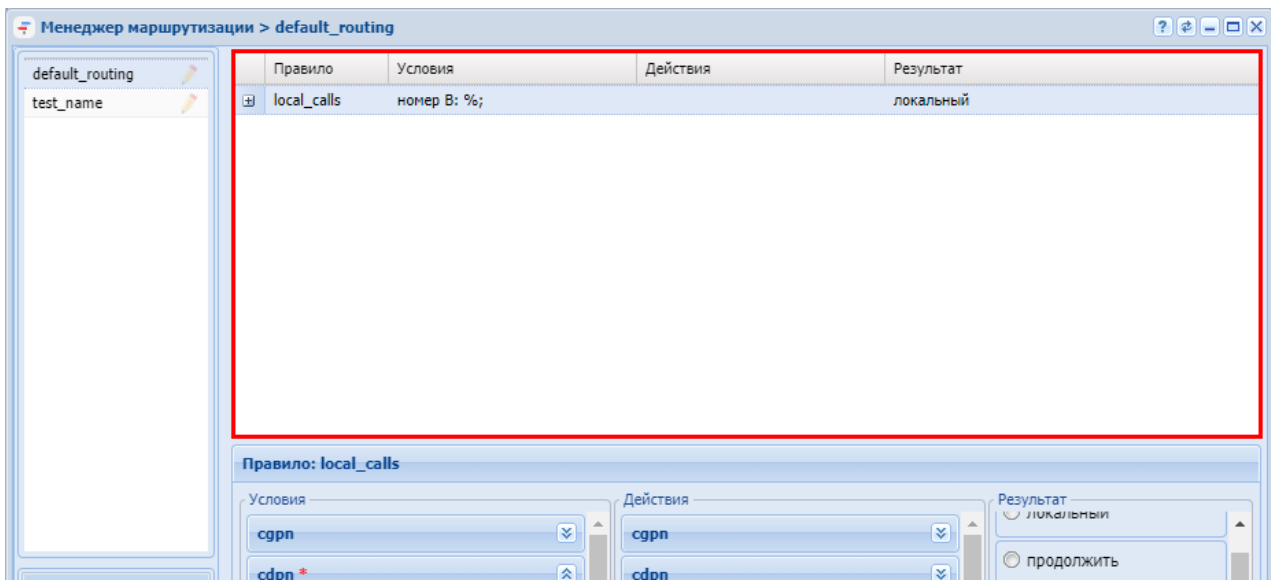 Менеджер маршрутизации > default_routing
default_routing
test_name
Правило Условия Действия Результат
local_calls номер B: %; локальный
Правило: local_calls
Условия Действия Результат
cgpn cgpn локальный
cdpn * cdpn продолжить